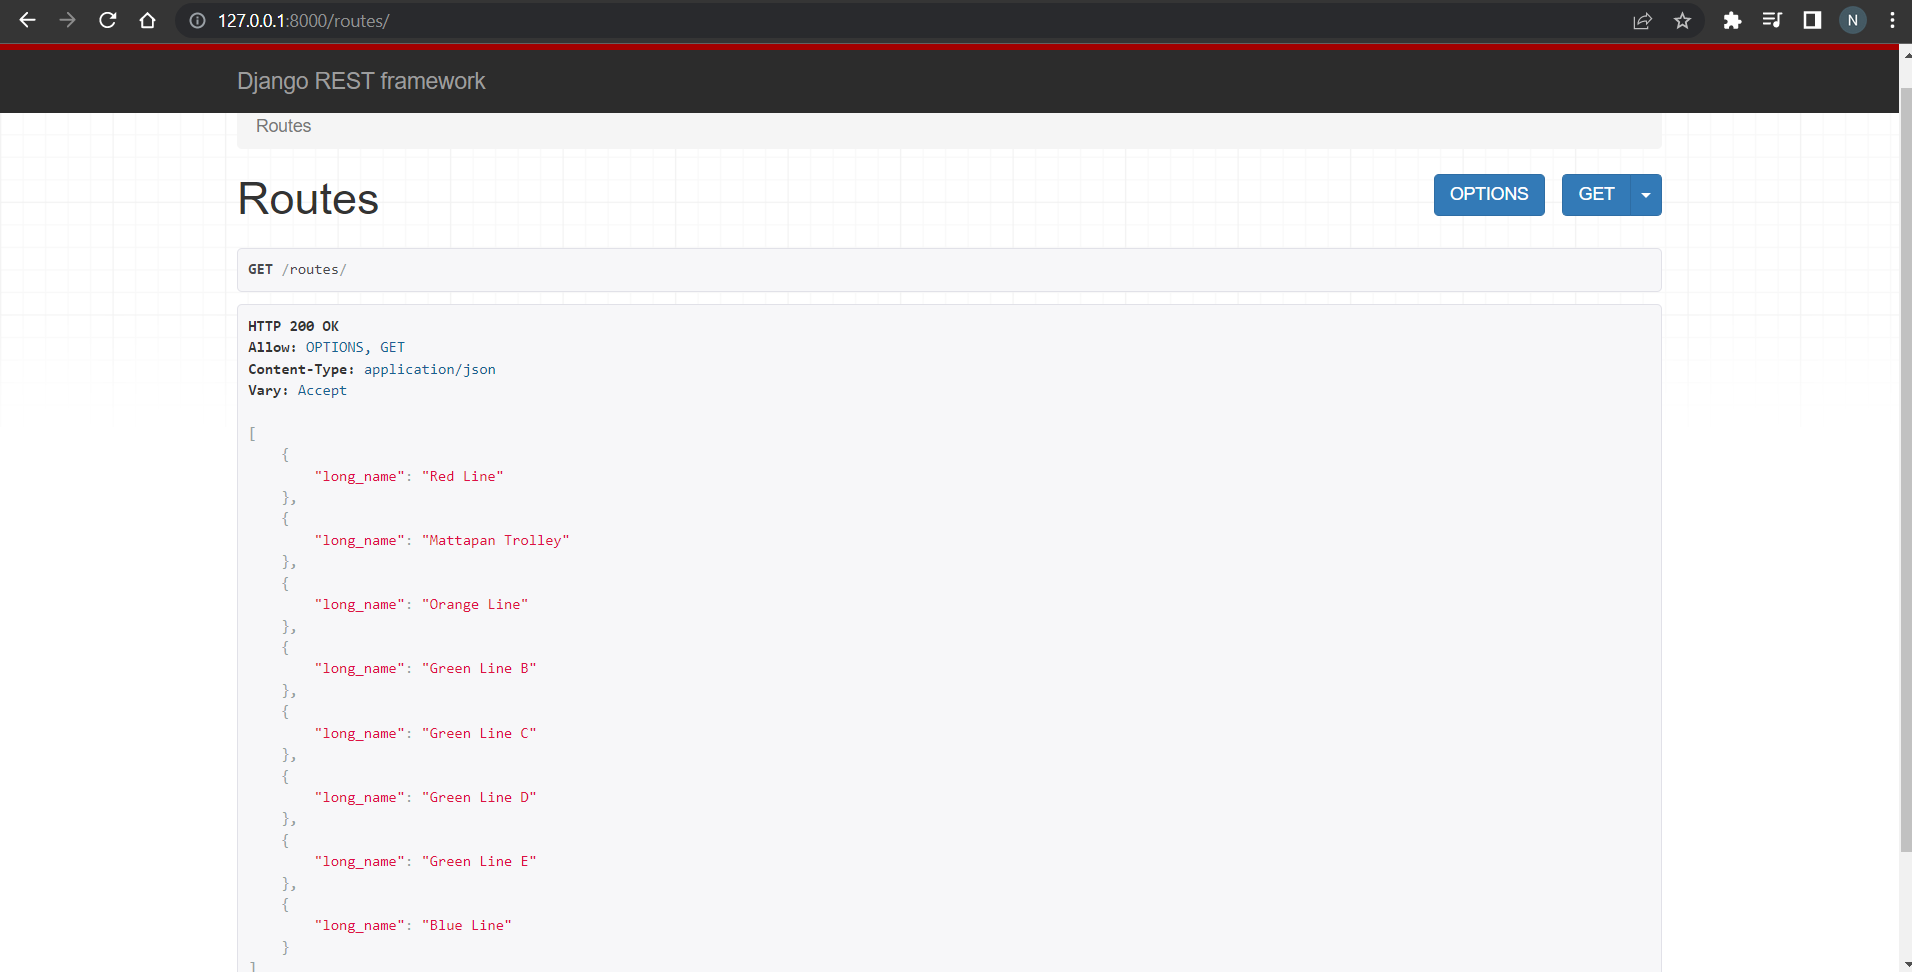 127.0.0.1:8000/routes/
N
Django REST framework
Routes
Routes
OPTIONS
GET
GET /routes/
HTTP 200 OK
Allow: OPTIONS, GET
Content-Type: application/json
Vary: Accept
[
    {
        "long_name": "Red Line"
    },
    {
        "long_name": "Mattapan Trolley"
    },
    {
        "long_name": "Orange Line"
    },
    {
        "long_name": "Green Line B"
    },
    {
        "long_name": "Green Line C"
    },
    {
        "long_name": "Green Line D"
    },
    {
        "long_name": "Green Line E"
    },
    {
        "long_name": "Blue Line"
    }
]